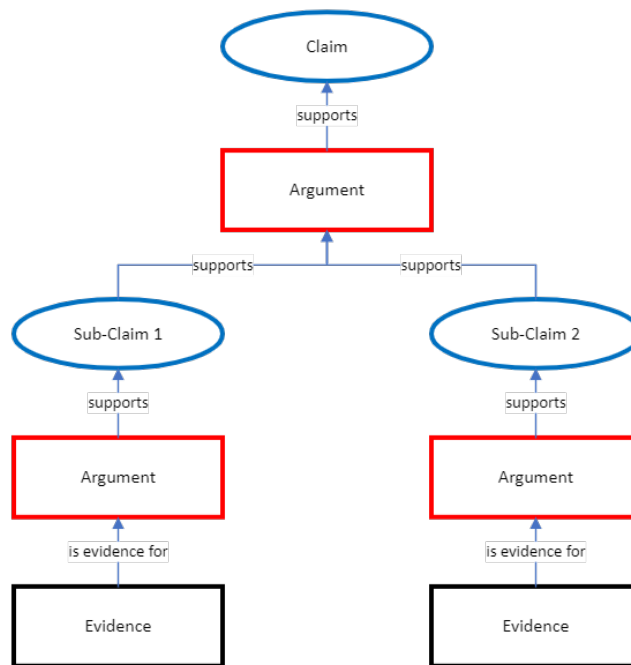 Claim
supports
Argument
supports
supports
Sub-Claim 1
Sub-Claim 2
supports
supports
Argument
Argument
is evidence for
is evidence for
Evidence
Evidence